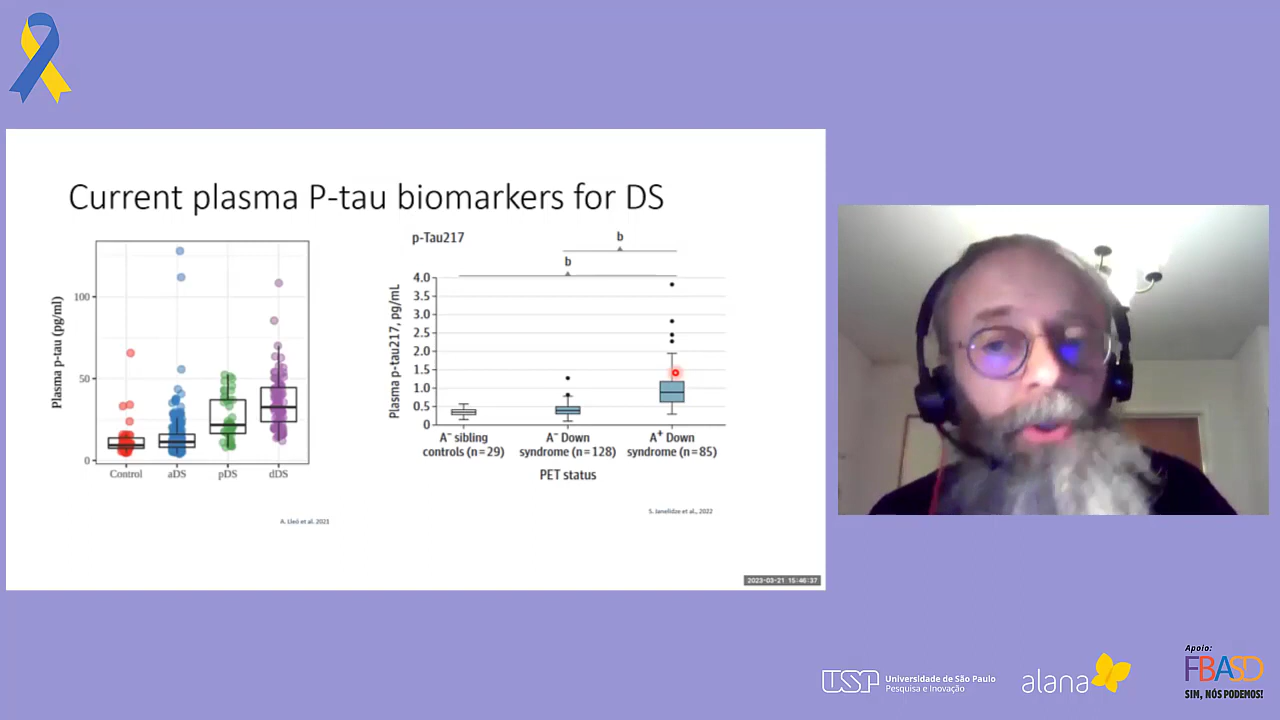 Current plasma P-tau biomarkers for DS
Plasma p-tau (pg/ml)
100
50
0
Control
aDS
pDS
dDS
A. Lleó et al. 2021
p-Tau217
b
b
Plasma p-tau217, pg/mL
4.0
3.5
3.0
2.5
2.0
1.5
1.0
0.5
0
A⁻ sibling
controls (n=29)
A⁻ Down
syndrome (n=128)
A⁺ Down
syndrome (n=85)
PET status
S. Janelidze et al., 2022
2023-03-21 15:46:37
USP Universidade de São Paulo
Pesquisa e Inovação
alana
Apoio:
FBASD
SIM, NÓS PODEMOS!